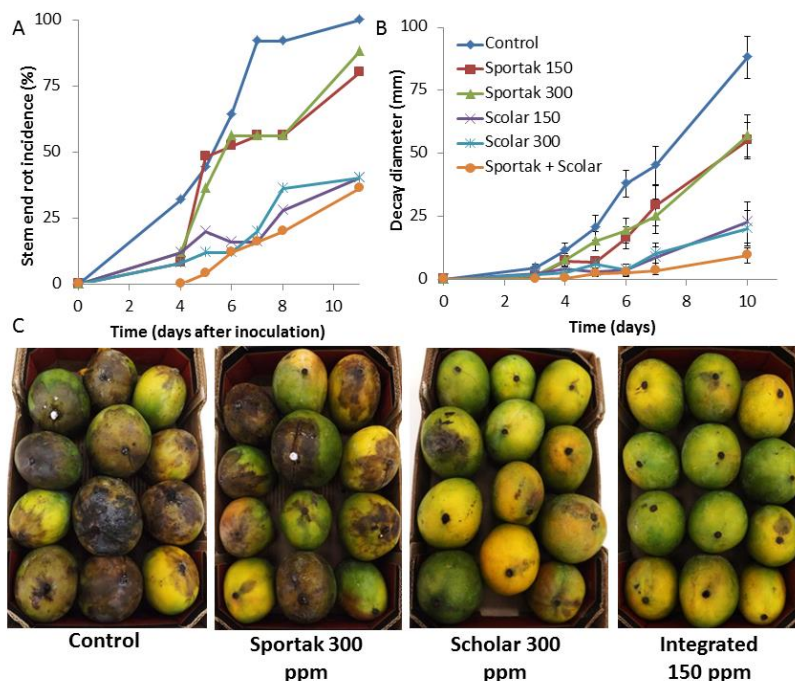 A
Stem end rot incidence (%)
100
75
50
25
0
0
2
4
6
8
10
Time (days after inoculation)
B
Decay diameter (mm)
100
75
50
25
0
0
2
4
6
8
10
Time (days)
Control
Sportak 150
Sportak 300
Scolar 150
Scolar 300
Sportak + Scolar
C
Control
Sportak 300
ppm
Scholar 300
ppm
Integrated
150 ppm